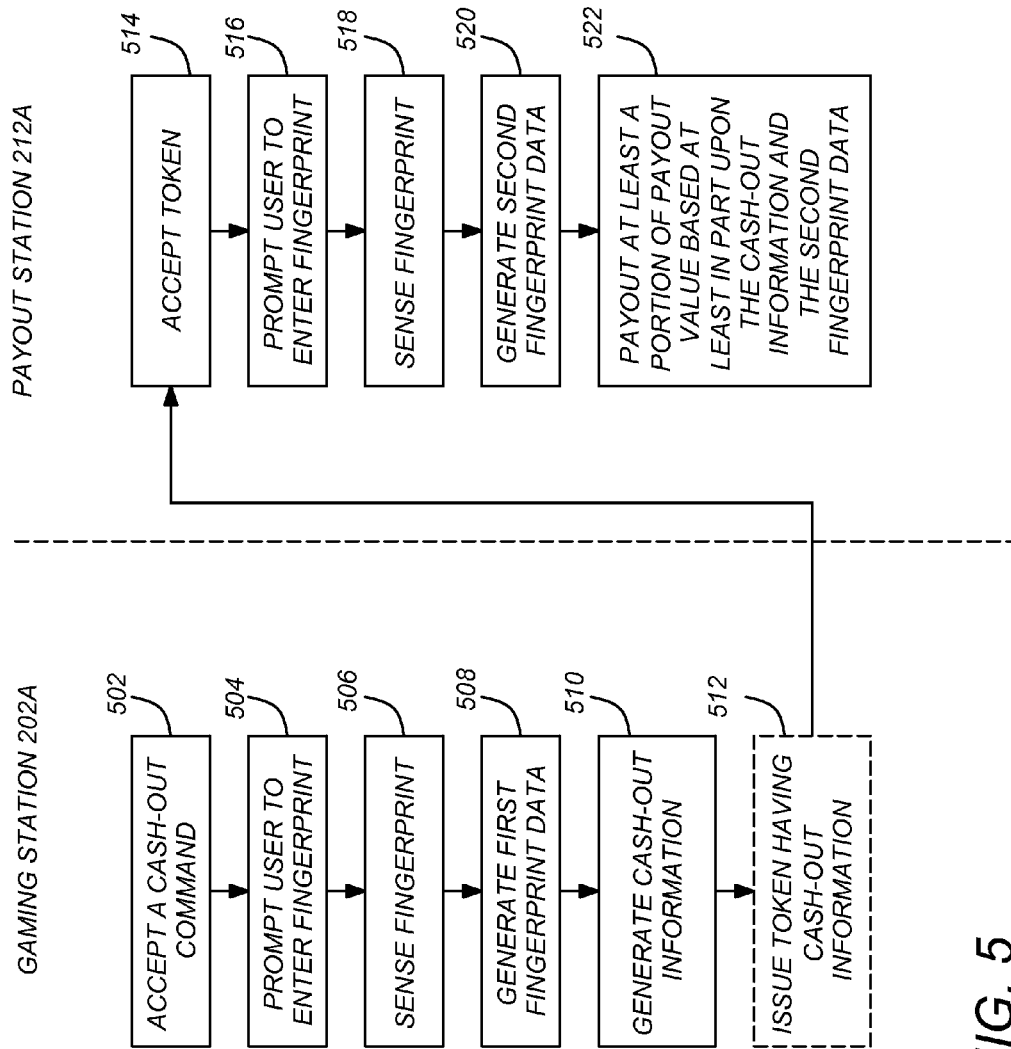 GAMING STATION 202A
502
ACCEPT A CASH-OUT
COMMAND
504
PROMPT USER TO
ENTER FINGERPRINT
506
SENSE FINGERPRINT
508
GENERATE FIRST
FINGERPRINT DATA
510
GENERATE CASH-OUT
INFORMATION
512
ISSUE TOKEN HAVING
CASH-OUT
INFORMATION
PAYOUT STATION 212A
514
ACCEPT TOKEN
516
PROMPT USER TO
ENTER FINGERPRINT
518
SENSE FINGERPRINT
520
GENERATE SECOND
FINGERPRINT DATA
522
PAYOUT AT LEAST A
PORTION OF PAYOUT
VALUE BASED AT
LEAST IN PART UPON
THE CASH-OUT
INFORMATION AND
THE SECOND
FINGERPRINT DATA
FIG. 5